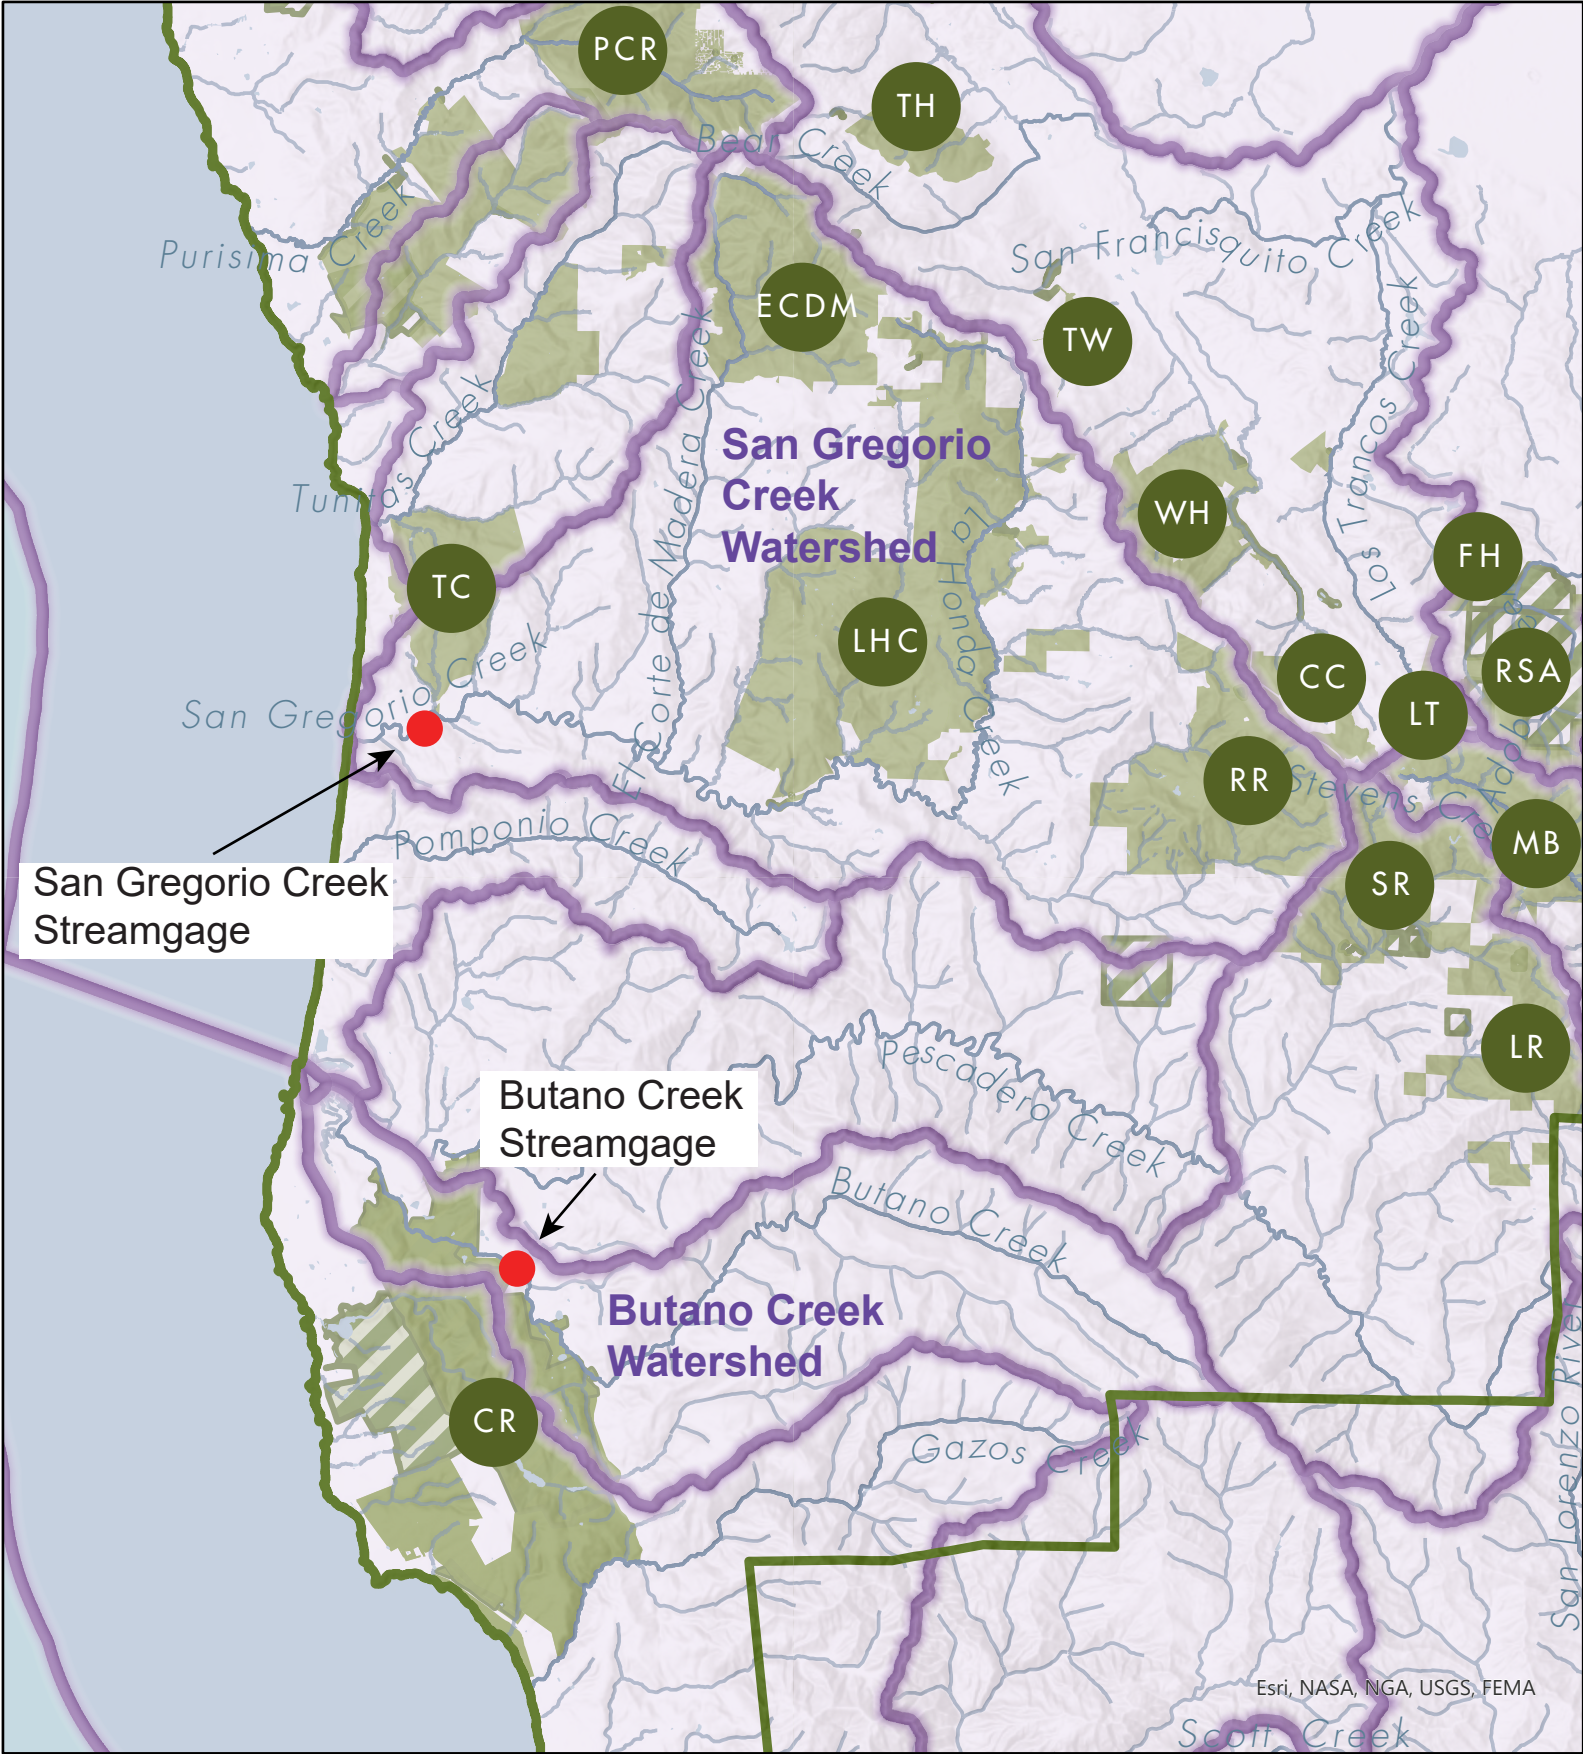 PCR
TH
Bear Creek
Purisima Creek
San Francisquito Creek
ECDM
TW
Los Trancos Creek
Tunitas Creek
San Gregorio
Creek
Watershed
El Corte de Madera Creek
La Honda Creek
WH
FH
TC
LHC
CC
RSA
LT
San Gregorio Creek
RR
Stevens Cre
Adobe
MB
Pomponio Creek
San Gregorio Creek
Streamgage
SR
LR
Pescadero Creek
Butano Creek
Streamgage
Butano Creek
Butano Creek
Watershed
CR
Gazos Creek
San Lorenzo River
Esri, NASA, NGA, USGS, FEMA
Scott Creek